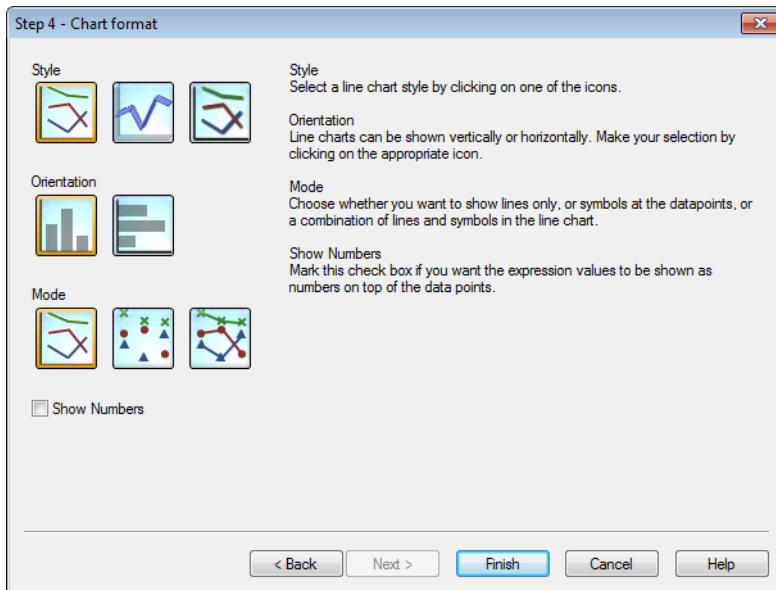 Step 4 - Chart format
Style
Orientation
Mode
Show Numbers
Style
Select a line chart style by clicking on one of the icons.
Orientation
Line charts can be shown vertically or horizontally. Make your selection by
clicking on the appropriate icon.
Mode
Choose whether you want to show lines only, or symbols at the datapoints, or
a combination of lines and symbols in the line chart.
Show Numbers
Mark this check box if you want the expression values to be shown as
numbers on top of the data points.
< Back
Next >
Finish
Cancel
Help